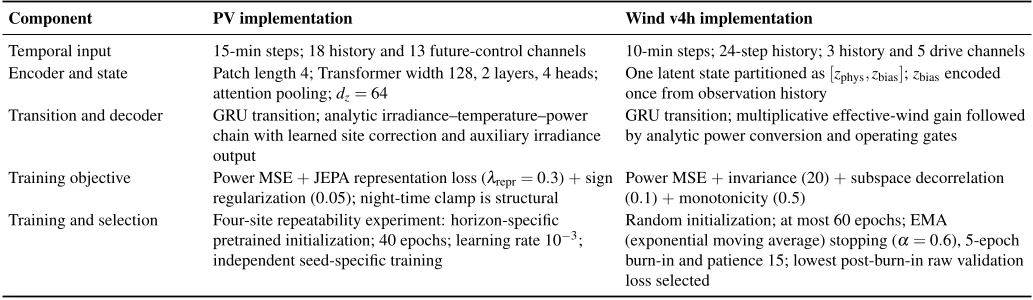 Component PV implementation Wind v4h implementation
Temporal input 15-min steps; 18 history and 13 future-control channels 10-min steps; 24-step history; 3 history and 5 drive channels
Encoder and state Patch length 4; Transformer width 128, 2 layers, 4 heads; One latent state partitioned as [z_phys, z_bias]; z_bias encoded
attention pooling; d_z = 64 once from observation history
Transition and decoder GRU transition; analytic irradiance–temperature–power GRU transition; multiplicative effective-wind gain followed
chain with learned site correction and auxiliary irradiance by analytic power conversion and operating gates
output
Training objective Power MSE + JEPA representation loss (λ_repr = 0.3) + sign Power MSE + invariance (20) + subspace decorrelation
regularization (0.05); night-time clamp is structural (0.1) + monotonicity (0.5)
Training and selection Four-site repeatability experiment: horizon-specific Random initialization; at most 60 epochs; EMA
pretrained initialization; 40 epochs; learning rate 10⁻³; (exponential moving average) stopping (α = 0.6), 5-epoch
independent seed-specific training burn-in and patience 15; lowest post-burn-in raw validation
loss selected